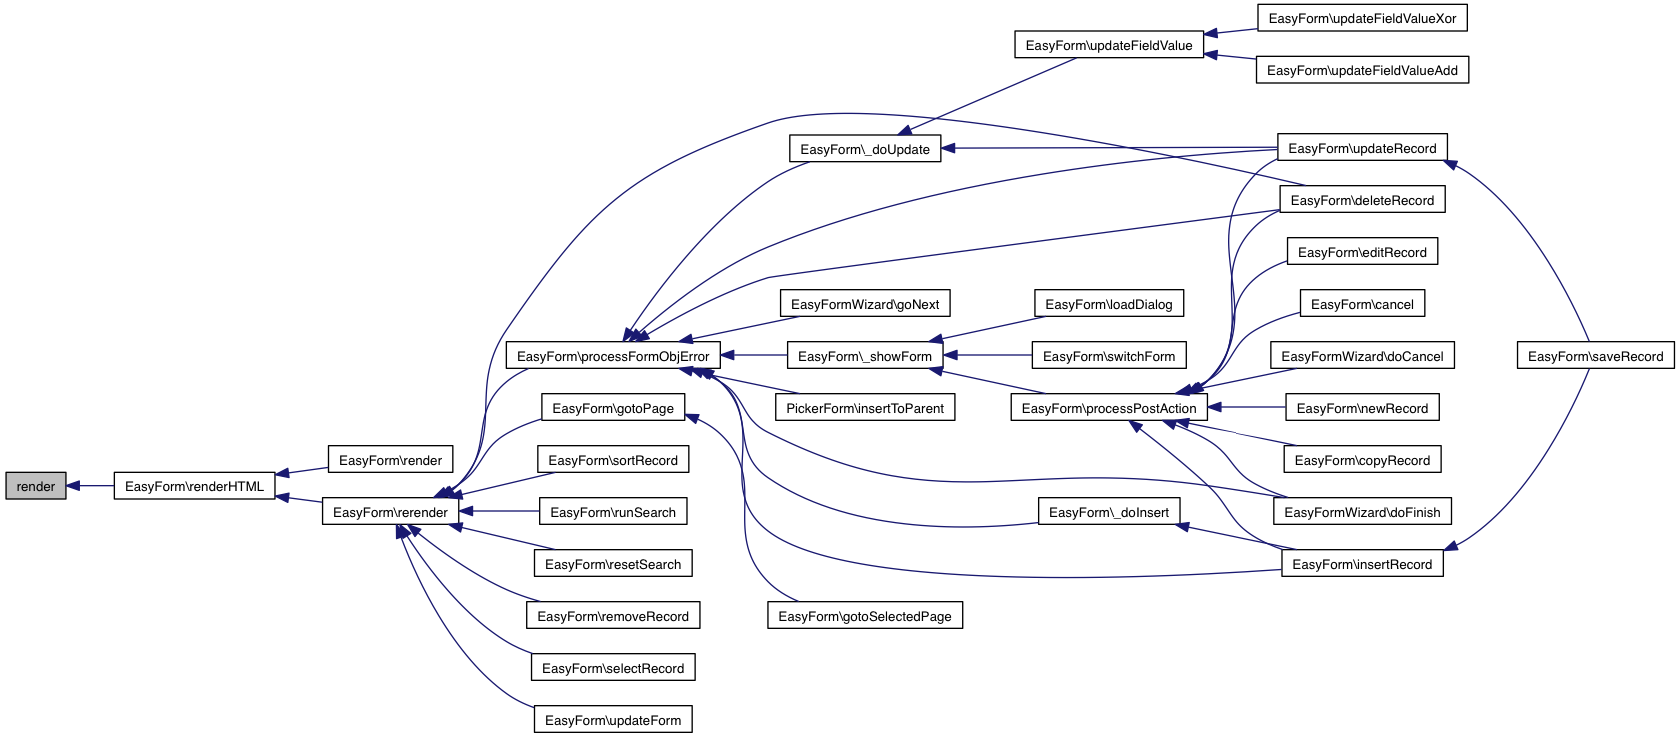 EasyForm\updateFieldValueXor
EasyForm\updateFieldValue
EasyForm\updateFieldValueAdd
EasyForm\_doUpdate
EasyForm\updateRecord
EasyForm\deleteRecord
EasyForm\editRecord
EasyFormWizard\goNext
EasyForm\loadDialog
EasyForm\cancel
EasyForm\processFormObjError
EasyForm\_showForm
EasyForm\switchForm
EasyFormWizard\doCancel
EasyForm\saveRecord
EasyForm\gotoPage
PickerForm\insertToParent
EasyForm\processPostAction
EasyForm\newRecord
EasyForm\render
EasyForm\sortRecord
EasyForm\copyRecord
render
EasyForm\renderHTML
EasyForm\rerender
EasyForm\runSearch
EasyForm\_doInsert
EasyFormWizard\doFinish
EasyForm\resetSearch
EasyForm\insertRecord
EasyForm\removeRecord
EasyForm\gotoSelectedPage
EasyForm\selectRecord
EasyForm\updateForm